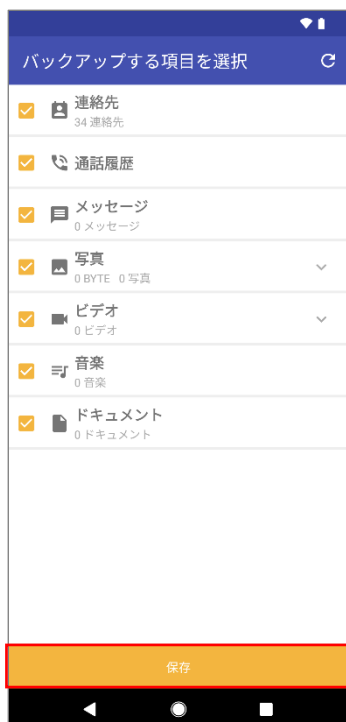 バックアップする項目を選択
連絡先
34 連絡先
通話履歴
メッセージ
0 メッセージ
写真
0 BYTE 0 写真
ビデオ
0 ビデオ
音楽
0 音楽
ドキュメント
0 ドキュメント
保存